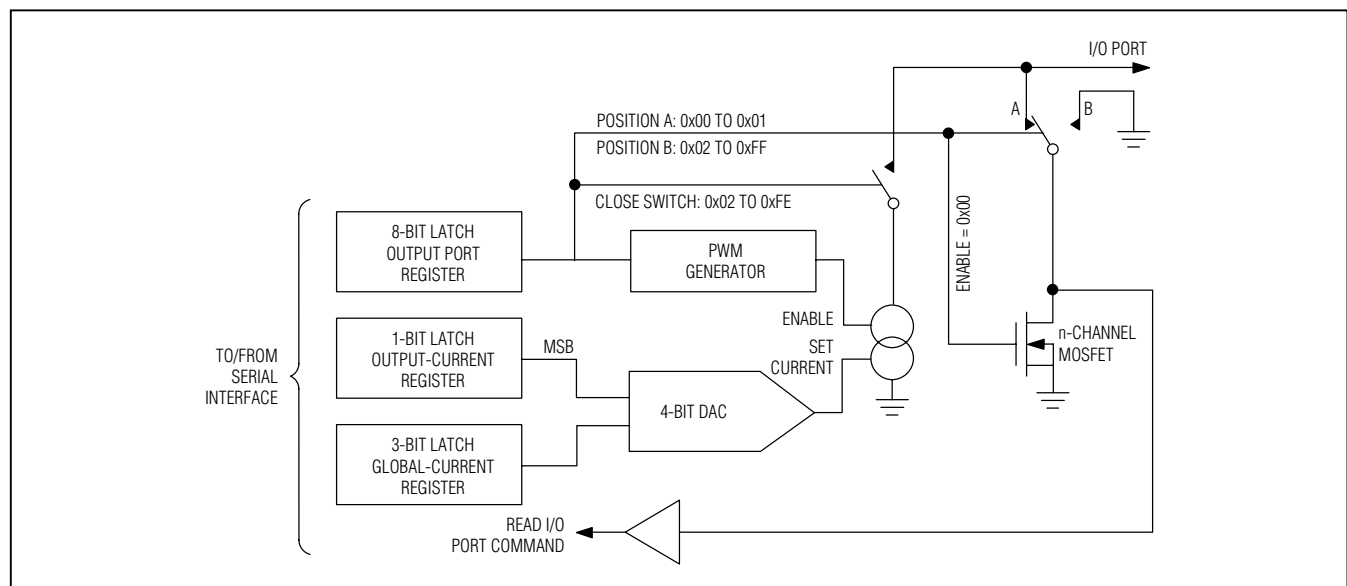 I/O PORT
A
B
POSITION A: 0x00 TO 0x01
POSITION B: 0x02 TO 0xFF
CLOSE SWITCH: 0x02 TO 0xFE
ENABLE = 0x00
8-BIT LATCH
OUTPUT PORT
REGISTER
PWM
GENERATOR
ENABLE
SET
CURRENT
n-CHANNEL
MOSFET
TO/FROM
SERIAL
INTERFACE
1-BIT LATCH
OUTPUT-CURRENT
REGISTER
MSB
4-BIT DAC
3-BIT LATCH
GLOBAL-CURRENT
REGISTER
READ I/O
PORT COMMAND